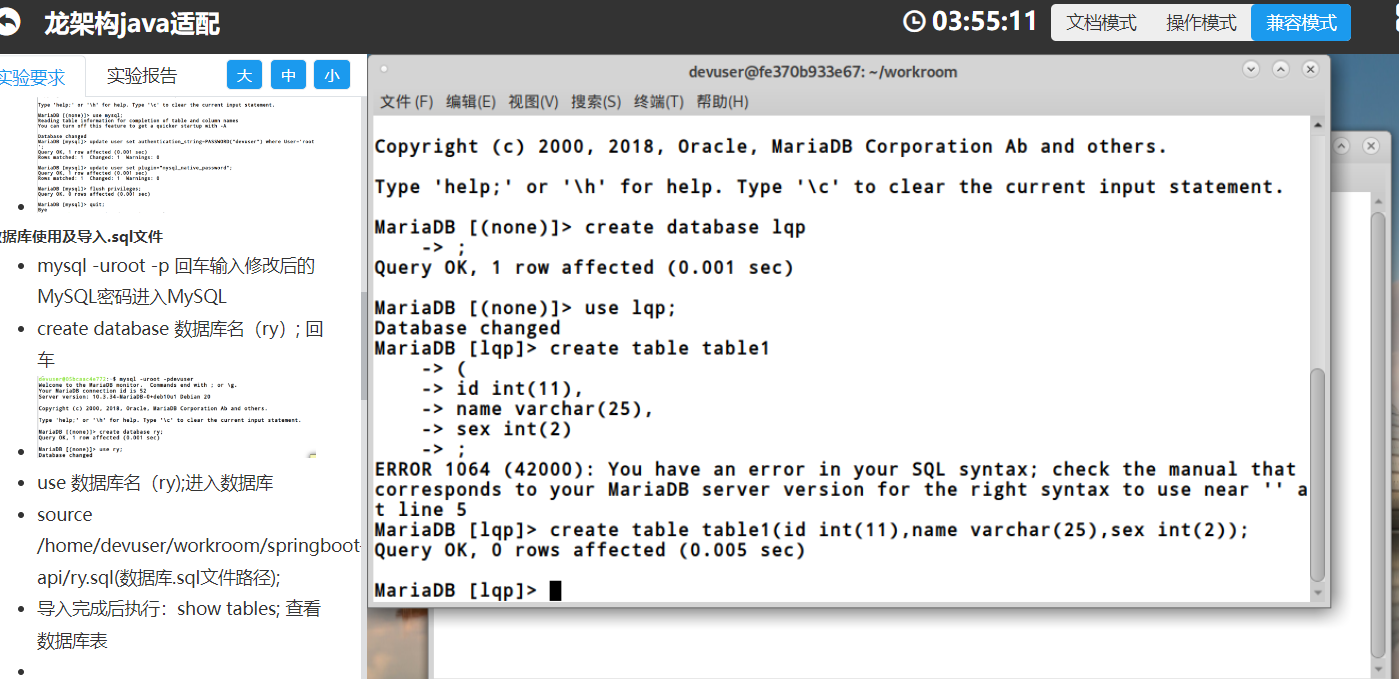 龙架构java适配
03:55:11
文档模式
操作模式
兼容模式
实验要求
实验报告
大
中
小
Type 'help;' or '\h' for help. Type '\c' to clear the current input statement.
MariaDB [(none)]> use mysql;
Reading table information for completion of table and column names
You can turn off this feature to get a quicker startup with -A
Database changed
MariaDB [mysql]> update user set authentication_string=PASSWORD("devuser") where User='root
';
Query OK, 1 row affected (0.001 sec)
Rows matched: 1  Changed: 1  Warnings: 0
MariaDB [mysql]> update user set plugin="mysql_native_password";
Query OK, 1 row affected (0.001 sec)
Rows matched: 1  Changed: 1  Warnings: 0
MariaDB [mysql]> flush privileges;
Query OK, 0 rows affected (0.001 sec)
MariaDB [mysql]> quit;
Bye
据库使用及导入.sql文件
mysql -uroot -p 回车输入修改后的
MySQL密码进入MySQL
create database 数据库名（ry）; 回
车
$ mysql -uroot -pdevuser
Welcome to the MariaDB monitor.  Commands end with ; or \g.
Your MariaDB connection id is 52
Server version: 10.3.34-MariaDB-0+deb10u1 Debian 20
Copyright (c) 2000, 2018, Oracle, MariaDB Corporation Ab and others.
Type 'help;' or '\h' for help. Type '\c' to clear the current input statement.
MariaDB [(none)]> create database ry;
Query OK, 1 row affected (0.001 sec)
MariaDB [(none)]> use ry;
Database changed
use 数据库名（ry);进入数据库
source
/home/devuser/workroom/springboot-
api/ry.sql(数据库.sql文件路径);
导入完成后执行：show tables; 查看
数据库表
devuser@fe370b933e67: ~/workroom
文件(F) 编辑(E) 视图(V) 搜索(S) 终端(T) 帮助(H)
Copyright (c) 2000, 2018, Oracle, MariaDB Corporation Ab and others.
Type 'help;' or '\h' for help. Type '\c' to clear the current input statement.
MariaDB [(none)]> create database lqp
-> ;
Query OK, 1 row affected (0.001 sec)
MariaDB [(none)]> use lqp;
Database changed
MariaDB [lqp]> create table table1
-> (
-> id int(11),
-> name varchar(25),
-> sex int(2)
-> ;
ERROR 1064 (42000): You have an error in your SQL syntax; check the manual that
corresponds to your MariaDB server version for the right syntax to use near '' a
t line 5
MariaDB [lqp]> create table table1(id int(11),name varchar(25),sex int(2));
Query OK, 0 rows affected (0.005 sec)
MariaDB [lqp]>